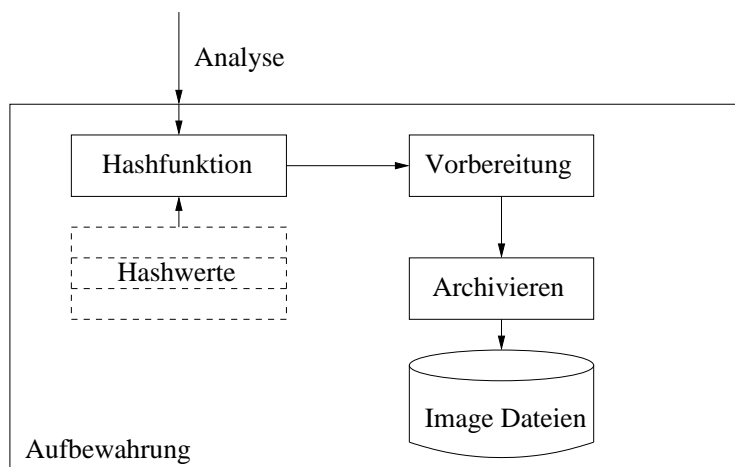 Analyse
Hashfunktion
Vorbereitung
Hashwerte
Archivieren
Image Dateien
Aufbewahrung